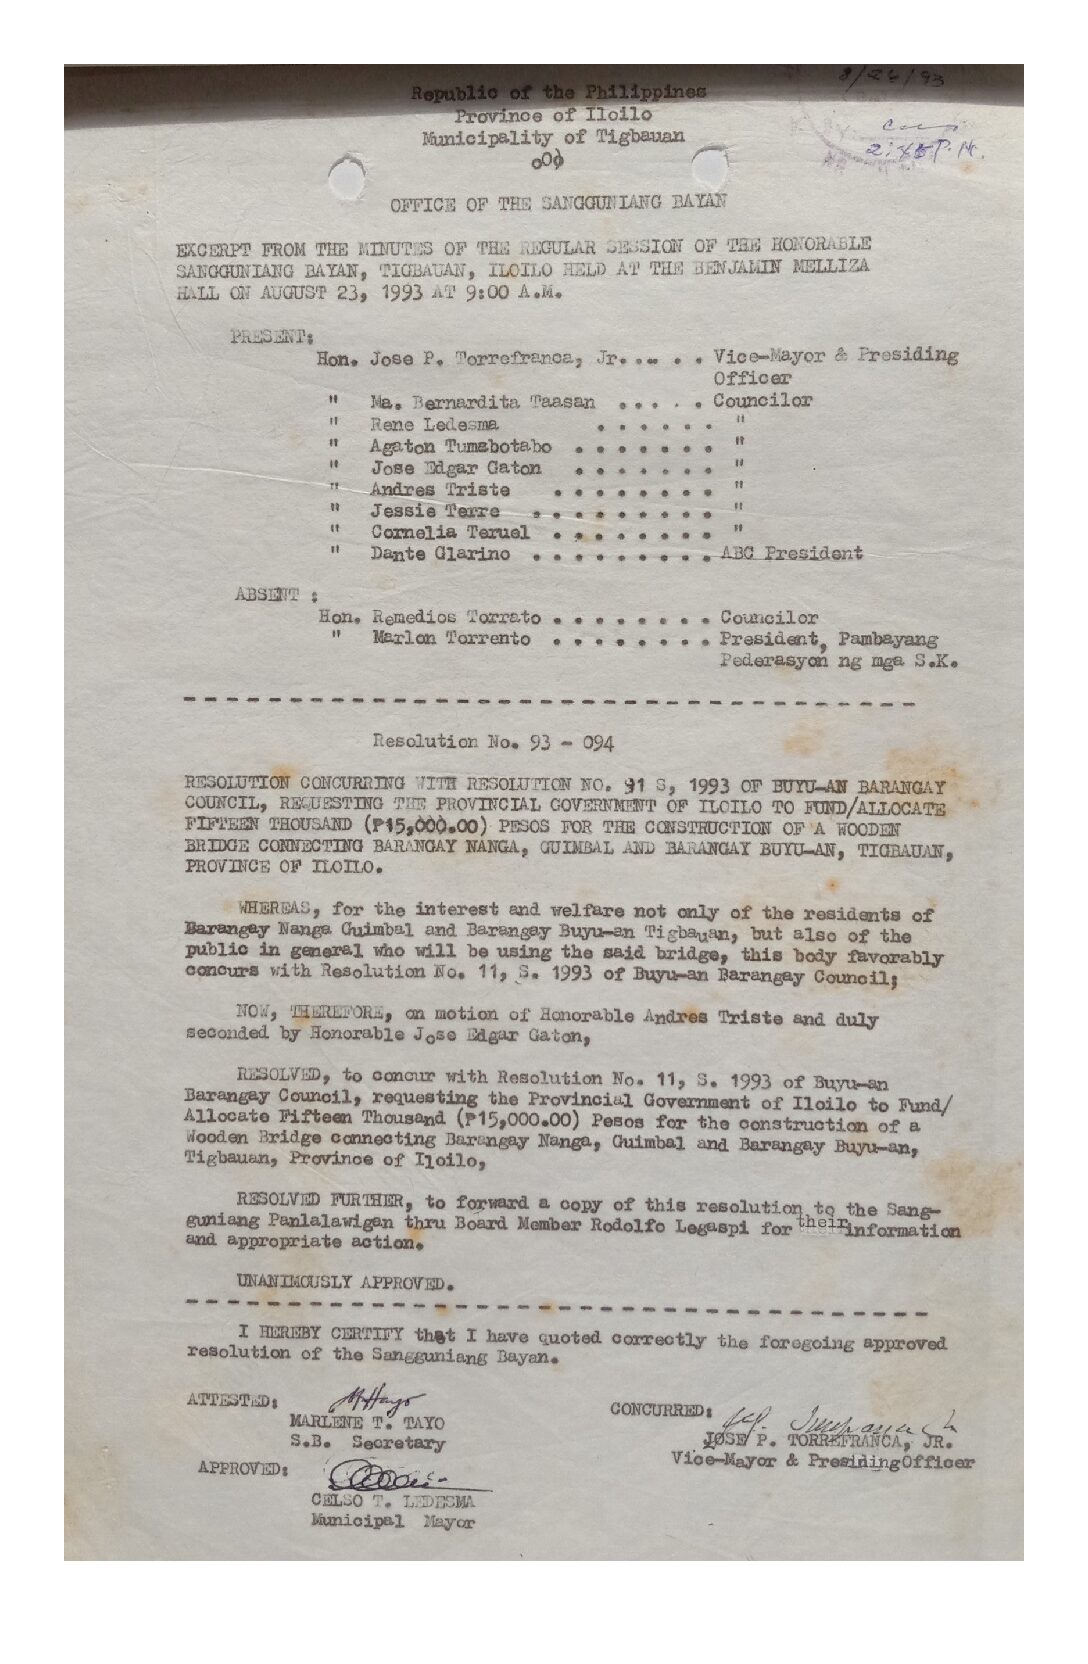 8/26/93
Republic of the Philippines
Province of Iloilo
Municipality of Tigbauan
2:45 P.M.
o0o
OFFICE OF THE SANGGUNIANG BAYAN
EXCERPT FROM THE MINUTES OF THE REGULAR SESSION OF THE HONORABLE
SANGGUNIANG BAYAN, TIGBAUAN, ILOILO HELD AT THE BENJAMIN MELLIZA
HALL ON AUGUST 23, 1993 AT 9:00 A.M.
PRESENT:
Hon. Jose P. Torrefranca, Jr. . . . . Vice-Mayor & Presiding
Officer
" Ma. Bernardita Taasan . . . . . Councilor
" Rene Ledesma . . . . . . "
" Agaton Tumabotabo . . . . . . . "
" Jose Edgar Gaton . . . . . . . "
" Andres Triste . . . . . . . . "
" Jessie Terre . . . . . . . . . "
" Cornelia Teruel . . . . . . . . "
" Dante Glarino . . . . . . . . . ABC President
ABSENT :
Hon. Remedios Torrato . . . . . . . . Councilor
" Marlon Torrento . . . . . . . . President, Pambayang
Pederasyon ng mga S.K.
Resolution No. 93 - 094
RESOLUTION CONCURRING WITH RESOLUTION NO. 11 S, 1993 OF BUYU-AN BARANGAY
COUNCIL, REQUESTING THE PROVINCIAL GOVERNMENT OF ILOILO TO FUND/ALLOCATE
FIFTEEN THOUSAND (₱15,000.00) PESOS FOR THE CONSTRUCTION OF A WOODEN
BRIDGE CONNECTING BARANGAY NANGA, GUIMBAL AND BARANGAY BUYU-AN, TIGBAUAN,
PROVINCE OF ILOILO.
WHEREAS, for the interest and welfare not only of the residents of
Barangay Nanga Guimbal and Barangay Buyu-an Tigbauan, but also of the
public in general who will be using the said bridge, this body favorably
concurs with Resolution No. 11, S. 1993 of Buyu-an Barangay Council;
NOW, THEREFORE, on motion of Honorable Andres Triste and duly
seconded by Honorable Jose Edgar Gaton,
RESOLVED, to concur with Resolution No. 11, S. 1993 of Buyu-an
Barangay Council, requesting the Provincial Government of Iloilo to Fund/
Allocate Fifteen Thousand (₱15,000.00) Pesos for the construction of a
Wooden Bridge connecting Barangay Nanga, Guimbal and Barangay Buyu-an,
Tigbauan, Province of Iloilo,
RESOLVED FURTHER, to forward a copy of this resolution to the Sang-
guniang Panlalawigan thru Board Member Rodolfo Legaspi for their information
and appropriate action.
UNANIMOUSLY APPROVED.
I HEREBY CERTIFY that I have quoted correctly the foregoing approved
resolution of the Sangguniang Bayan.
ATTESTED:
MARLENE T. TAYO
S.B. Secretary
CONCURRED:
JOSE P. TORREFRANCA, JR.
Vice-Mayor & Presiding Officer
APPROVED:
CELSO T. LEDESMA
Municipal Mayor